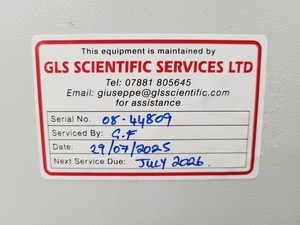 This equipment is maintained by
GLS SCIENTIFIC SERVICES LTD
Tel: 07881 805645
Email: giuseppe@glsscientific.com
for assistance
Serial No. 08-44809
Serviced By: G.F
Date: 29/07/2025
Next Service Due: JULY 2026.